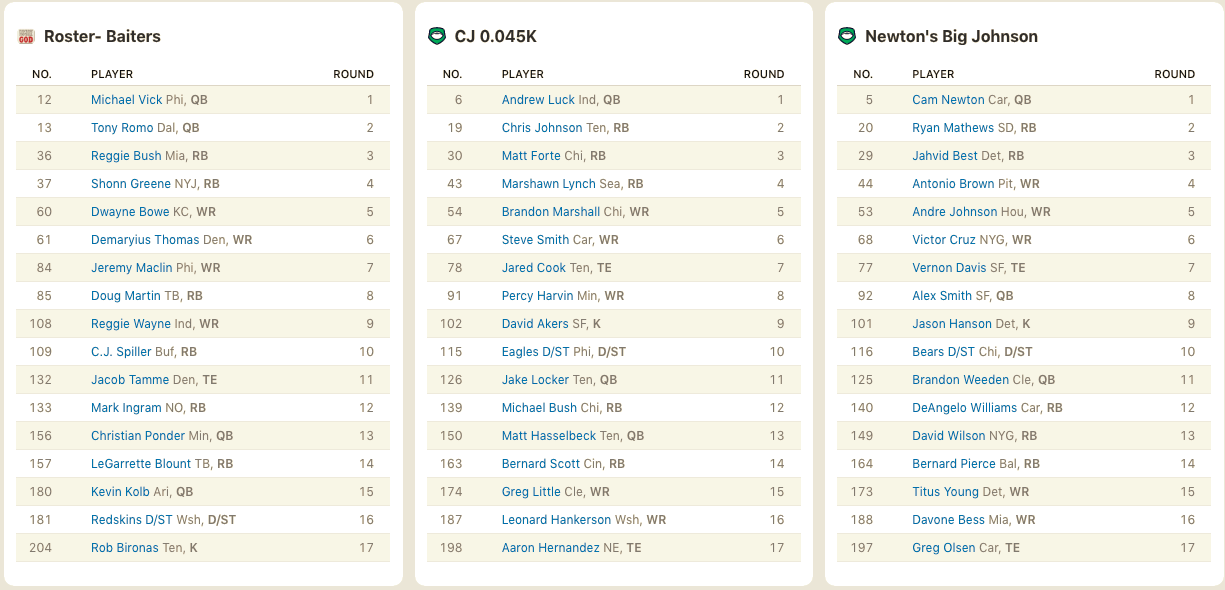 Roster- Baiters
NO. PLAYER ROUND
12 Michael Vick Phi, QB 1
13 Tony Romo Dal, QB 2
36 Reggie Bush Mia, RB 3
37 Shonn Greene NYJ, RB 4
60 Dwayne Bowe KC, WR 5
61 Demaryius Thomas Den, WR 6
84 Jeremy Maclin Phi, WR 7
85 Doug Martin TB, RB 8
108 Reggie Wayne Ind, WR 9
109 C.J. Spiller Buf, RB 10
132 Jacob Tamme Den, TE 11
133 Mark Ingram NO, RB 12
156 Christian Ponder Min, QB 13
157 LeGarrette Blount TB, RB 14
180 Kevin Kolb Ari, QB 15
181 Redskins D/ST Wsh, D/ST 16
204 Rob Bironas Ten, K 17
CJ 0.045K
NO. PLAYER ROUND
6 Andrew Luck Ind, QB 1
19 Chris Johnson Ten, RB 2
30 Matt Forte Chi, RB 3
43 Marshawn Lynch Sea, RB 4
54 Brandon Marshall Chi, WR 5
67 Steve Smith Car, WR 6
78 Jared Cook Ten, TE 7
91 Percy Harvin Min, WR 8
102 David Akers SF, K 9
115 Eagles D/ST Phi, D/ST 10
126 Jake Locker Ten, QB 11
139 Michael Bush Chi, RB 12
150 Matt Hasselbeck Ten, QB 13
163 Bernard Scott Cin, RB 14
174 Greg Little Cle, WR 15
187 Leonard Hankerson Wsh, WR 16
198 Aaron Hernandez NE, TE 17
Newton's Big Johnson
NO. PLAYER ROUND
5 Cam Newton Car, QB 1
20 Ryan Mathews SD, RB 2
29 Jahvid Best Det, RB 3
44 Antonio Brown Pit, WR 4
53 Andre Johnson Hou, WR 5
68 Victor Cruz NYG, WR 6
77 Vernon Davis SF, TE 7
92 Alex Smith SF, QB 8
101 Jason Hanson Det, K 9
116 Bears D/ST Chi, D/ST 10
125 Brandon Weeden Cle, QB 11
140 DeAngelo Williams Car, RB 12
149 David Wilson NYG, RB 13
164 Bernard Pierce Bal, RB 14
173 Titus Young Det, WR 15
188 Davone Bess Mia, WR 16
197 Greg Olsen Car, TE 17